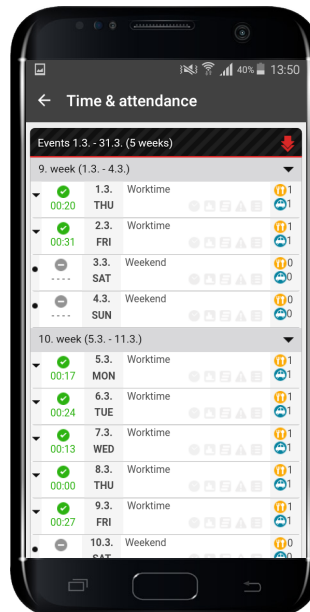 40% 13:50
Time & attendance
Events 1.3. - 31.3. (5 weeks)
9. week (1.3. - 4.3.)
1.3. Worktime 1
00:20 THU 1
2.3. Worktime 1
00:31 FRI 1
3.3. Weekend 0
---- SAT 0
4.3. Weekend 0
---- SUN 0
10. week (5.3. - 11.3.)
5.3. Worktime 1
00:17 MON 1
6.3. Worktime 1
00:24 TUE 1
7.3. Worktime 1
00:13 WED 1
8.3. Worktime 1
00:00 THU 1
9.3. Worktime 1
00:27 FRI 1
10.3. Weekend 0
SAT 0